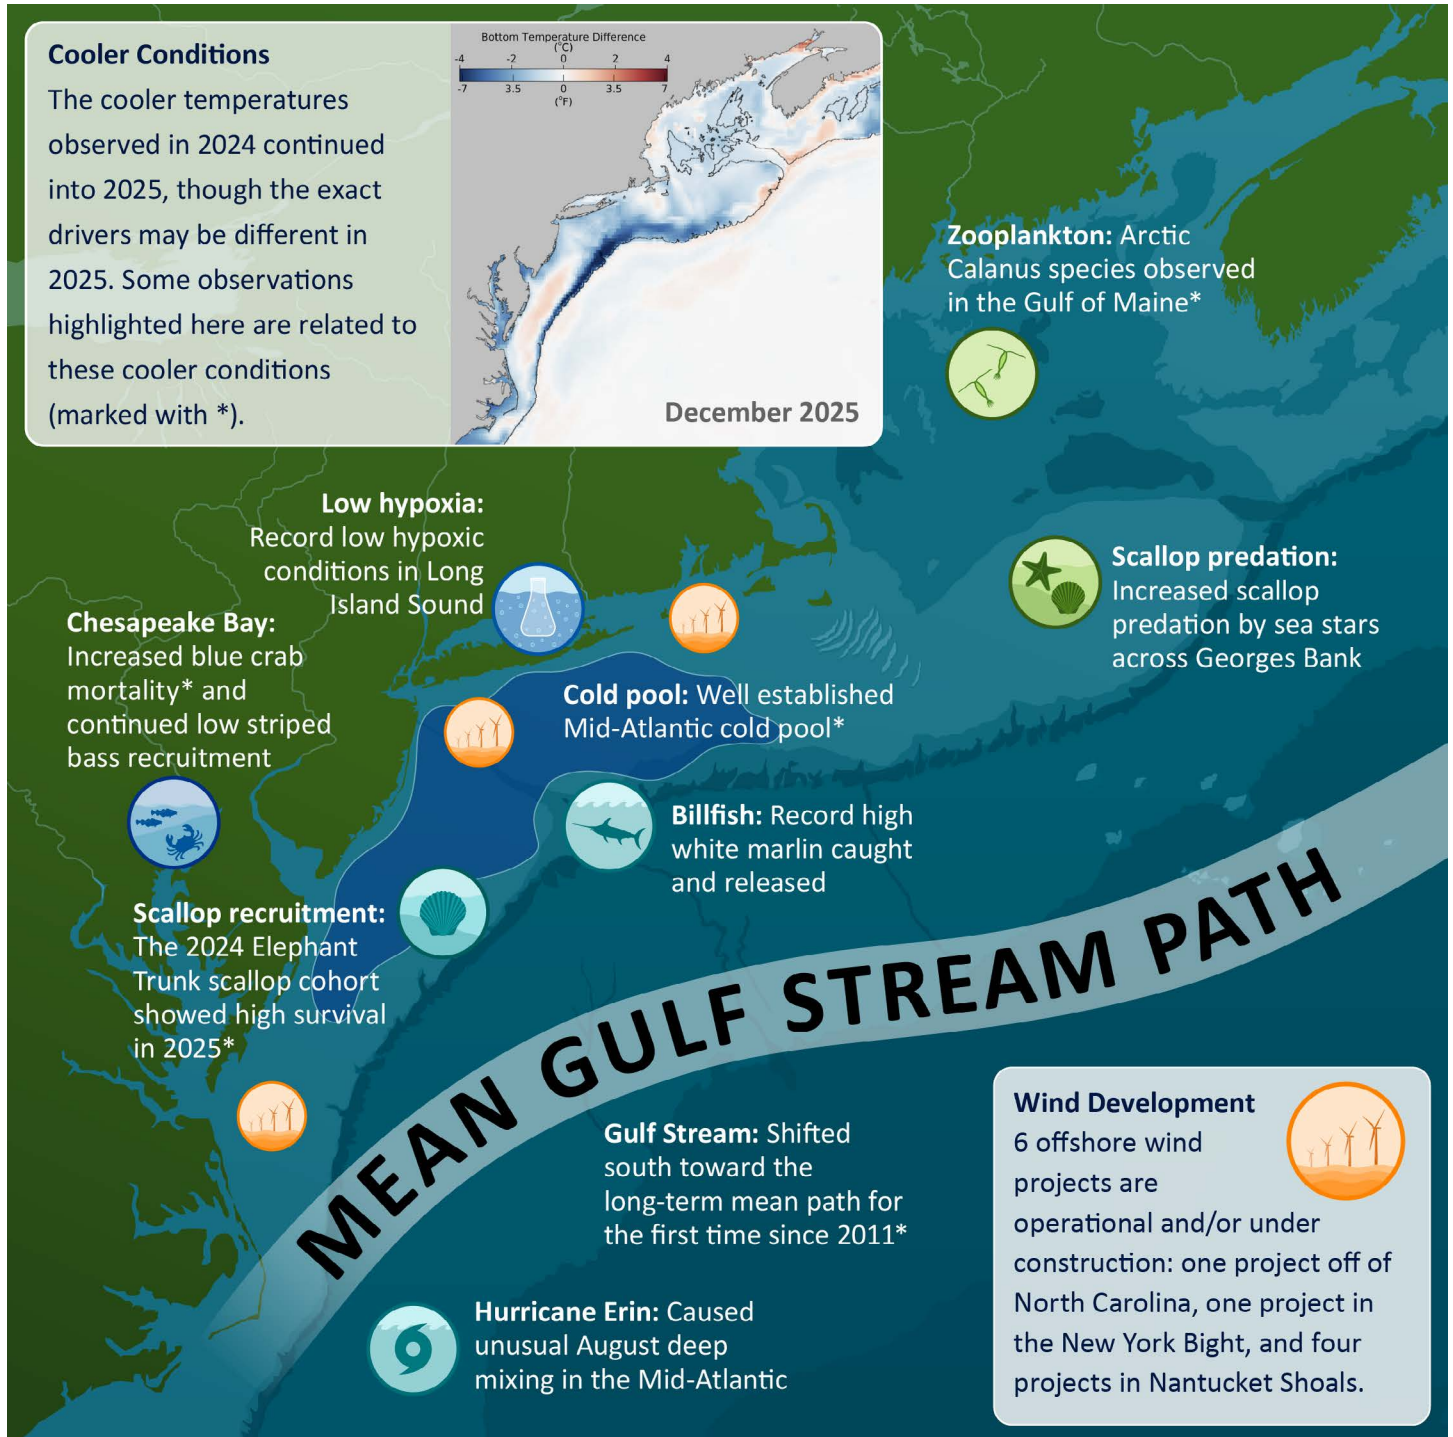 Cooler Conditions
The cooler temperatures
observed in 2024 continued
into 2025, though the exact
drivers may be different in
2025. Some observations
highlighted here are related to
these cooler conditions
(marked with *).
Bottom Temperature Difference
(°C)
-4 -2 0 2 4
-7 3.5 0 3.5 7
(°F)
December 2025
Zooplankton: Arctic
Calanus species observed
in the Gulf of Maine*
Low hypoxia:
Record low hypoxic
conditions in Long
Island Sound
Scallop predation:
Increased scallop
predation by sea stars
across Georges Bank
Chesapeake Bay:
Increased blue crab
mortality* and
continued low striped
bass recruitment
Cold pool: Well established
Mid-Atlantic cold pool*
Billfish: Record high
white marlin caught
and released
Scallop recruitment:
The 2024 Elephant
Trunk scallop cohort
showed high survival
in 2025*
MEAN GULF STREAM PATH
Gulf Stream: Shifted
south toward the
long-term mean path for
the first time since 2011*
Hurricane Erin: Caused
unusual August deep
mixing in the Mid-Atlantic
Wind Development
6 offshore wind
projects are
operational and/or under
construction: one project off of
North Carolina, one project in
the New York Bight, and four
projects in Nantucket Shoals.